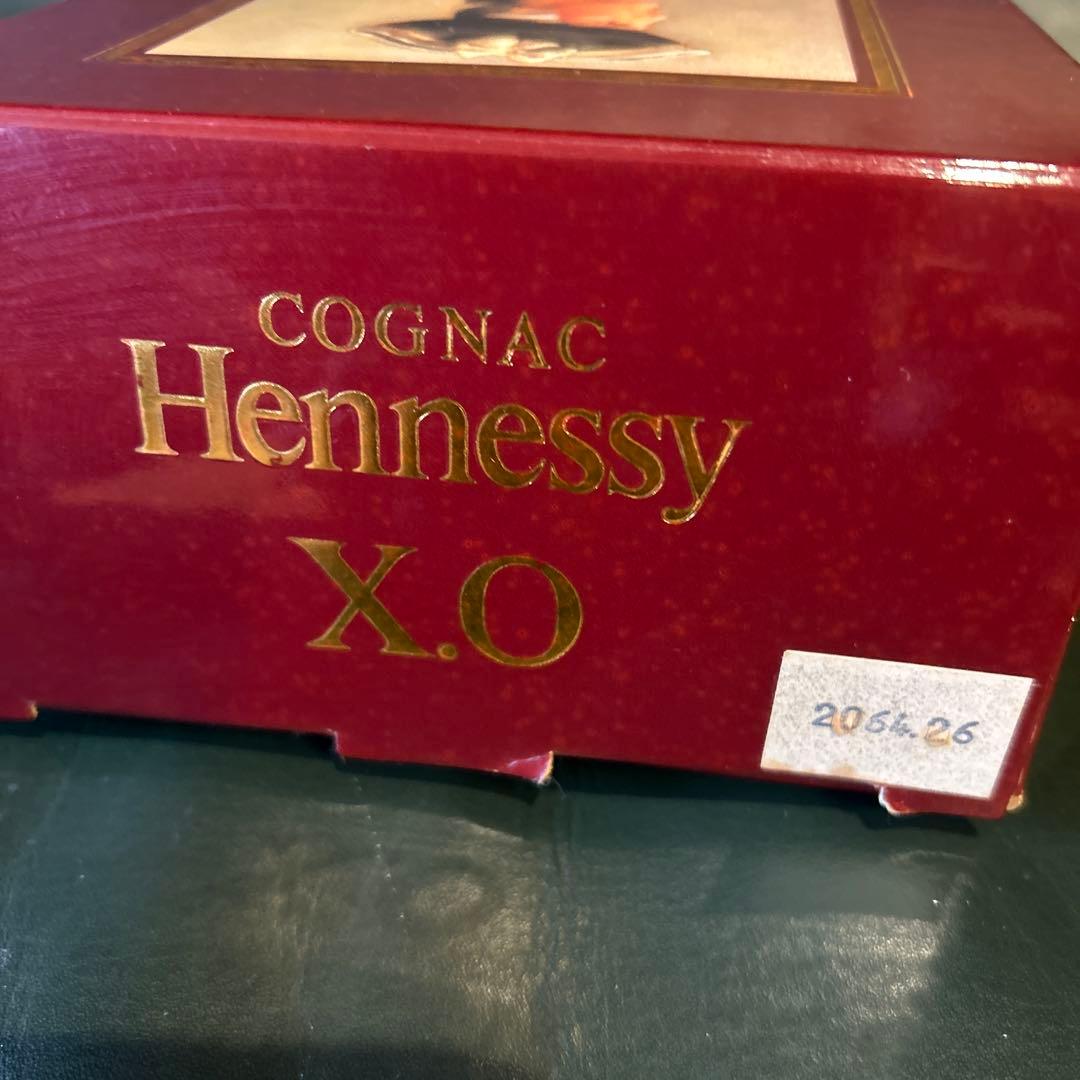 COGNAC
Hennessy
X.O
2064.26